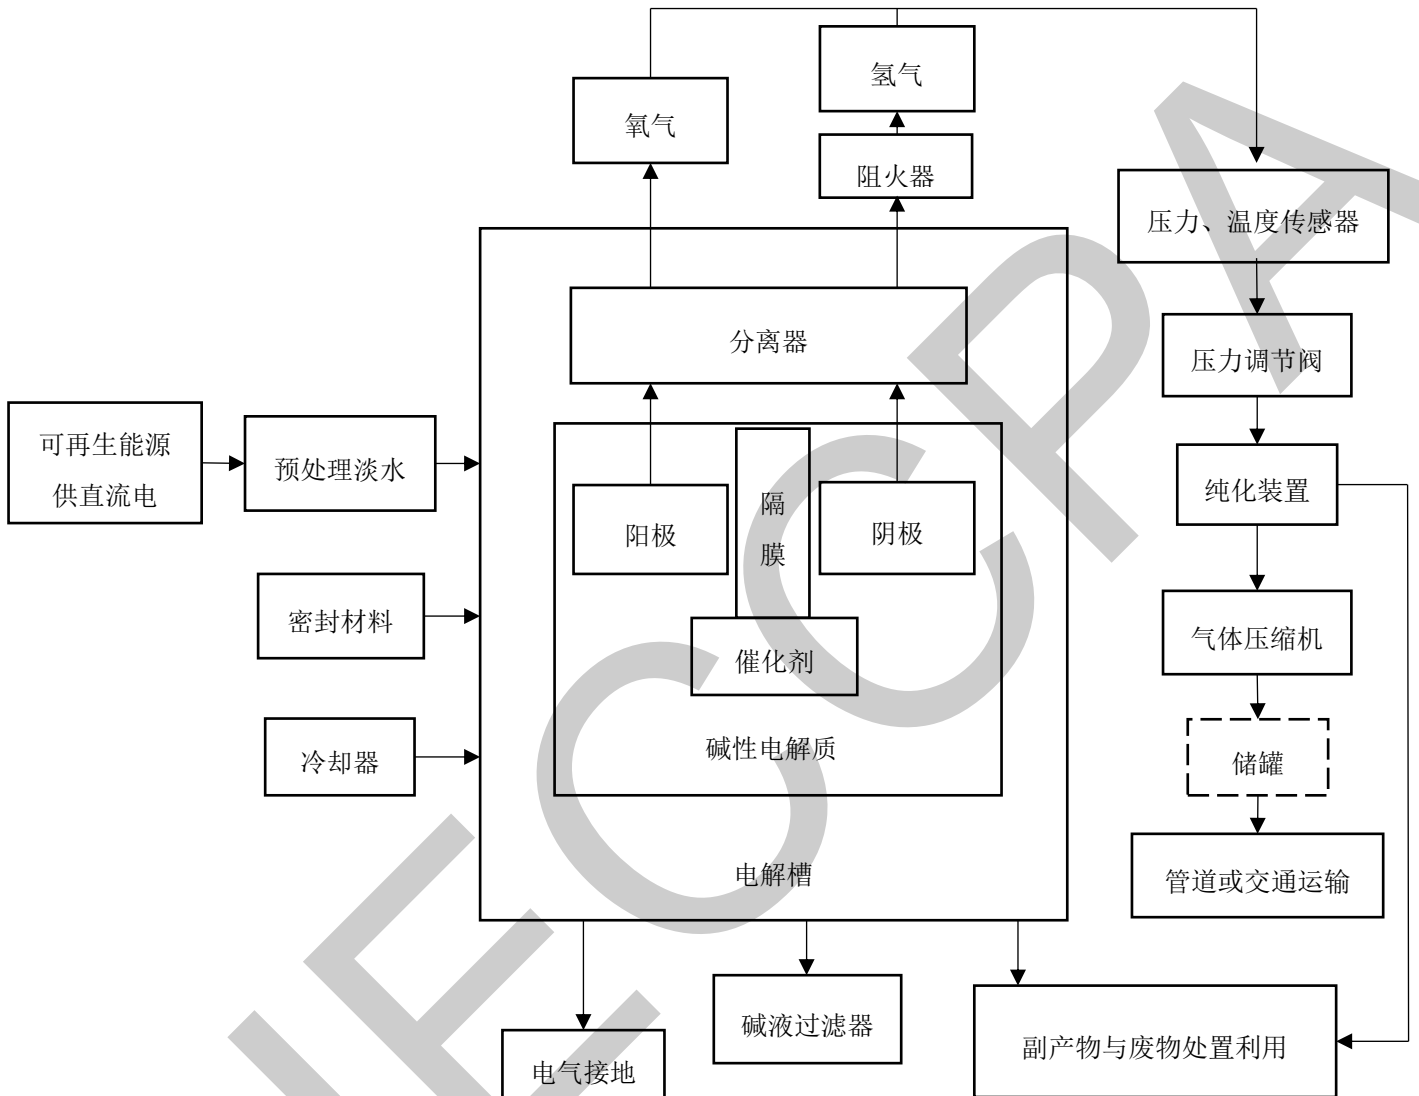 氢气
氧气
阻火器
压力、温度传感器
分离器
压力调节阀
可再生能源
供直流电
预处理淡水
纯化装置
阳极
隔
膜
阴极
密封材料
气体压缩机
催化剂
冷却器
碱性电解质
储罐
电解槽
管道或交通运输
碱液过滤器
副产物与废物处置利用
电气接地
ECCPA